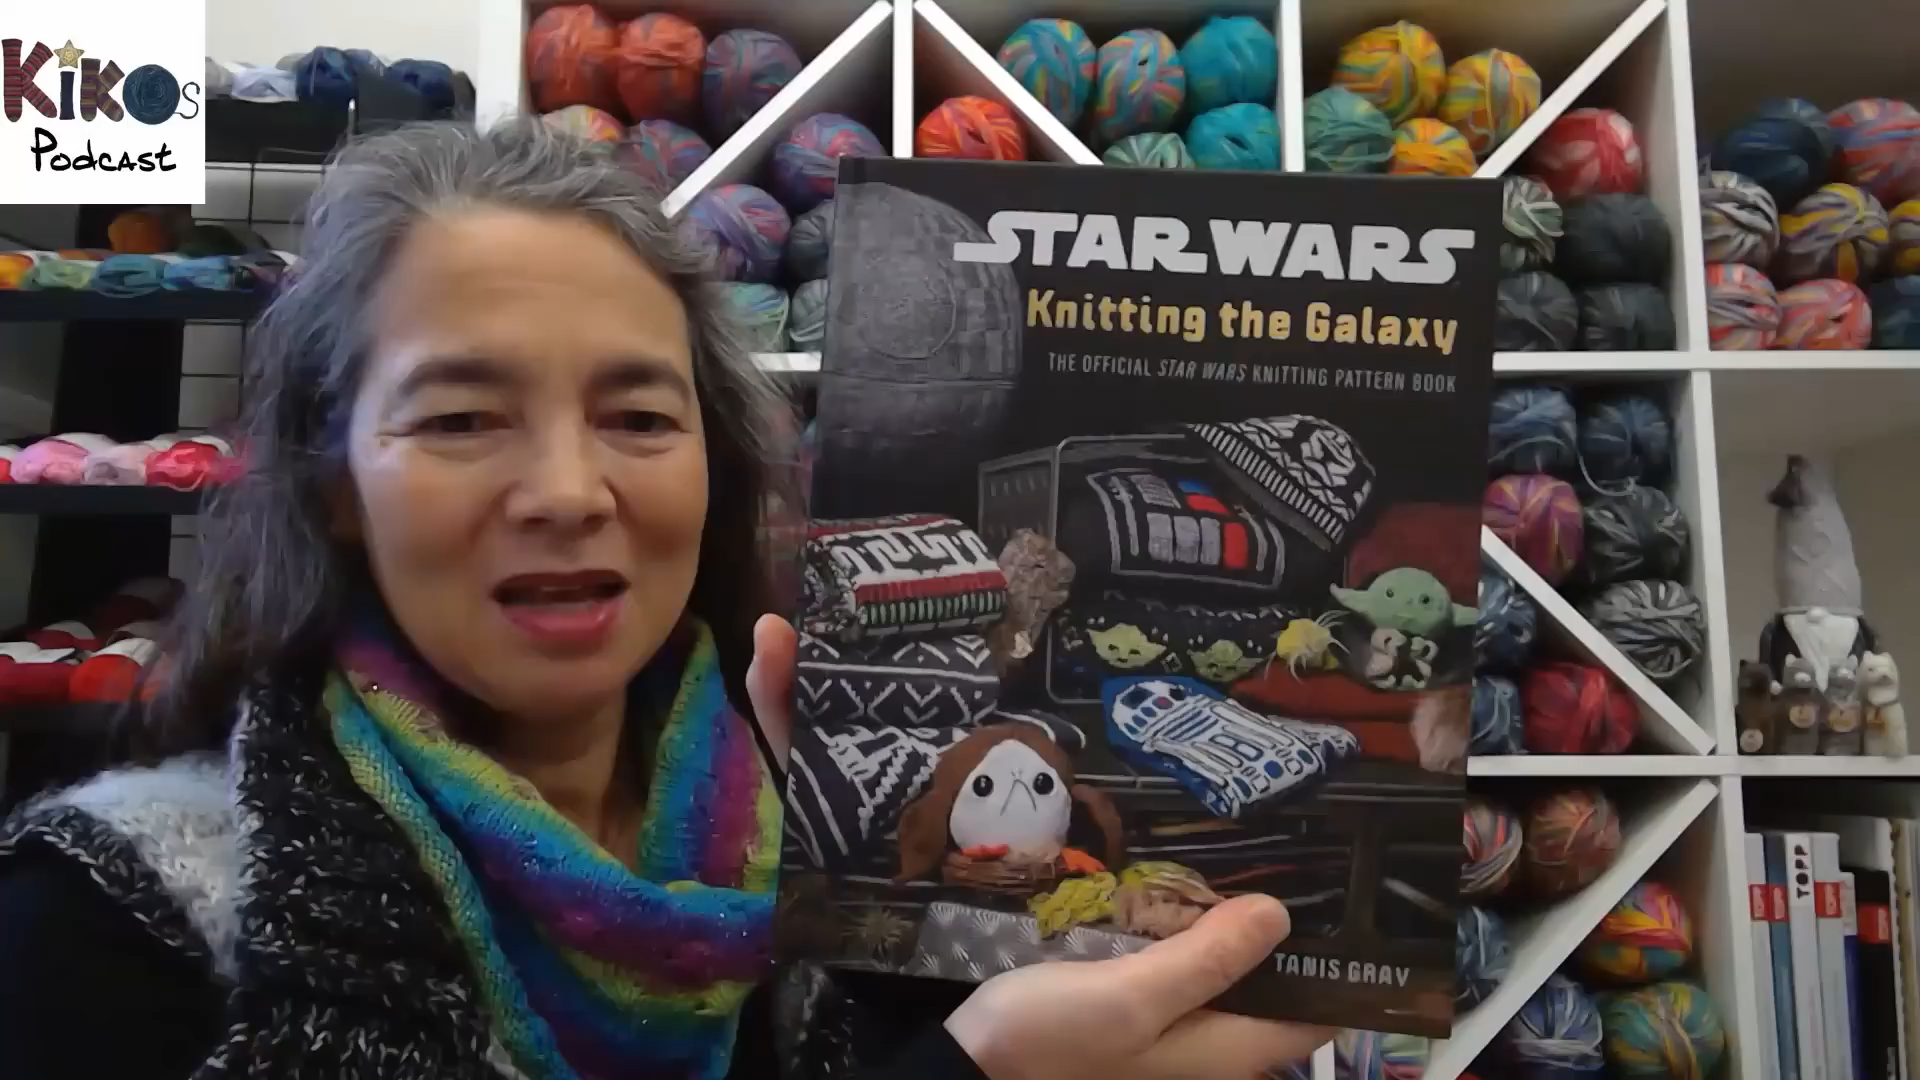 Kikos
Podcast
STAR WARS
Knitting the Galaxy
THE OFFICIAL STAR WARS KNITTING PATTERN BOOK
TANIS GRAY
TOPP